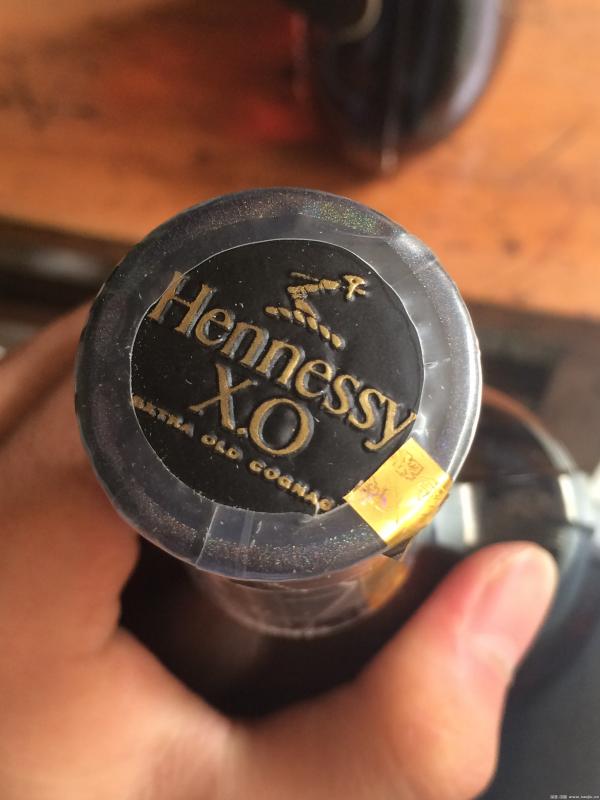 Hennessy
X.O
EXTRA OLD COGNAC